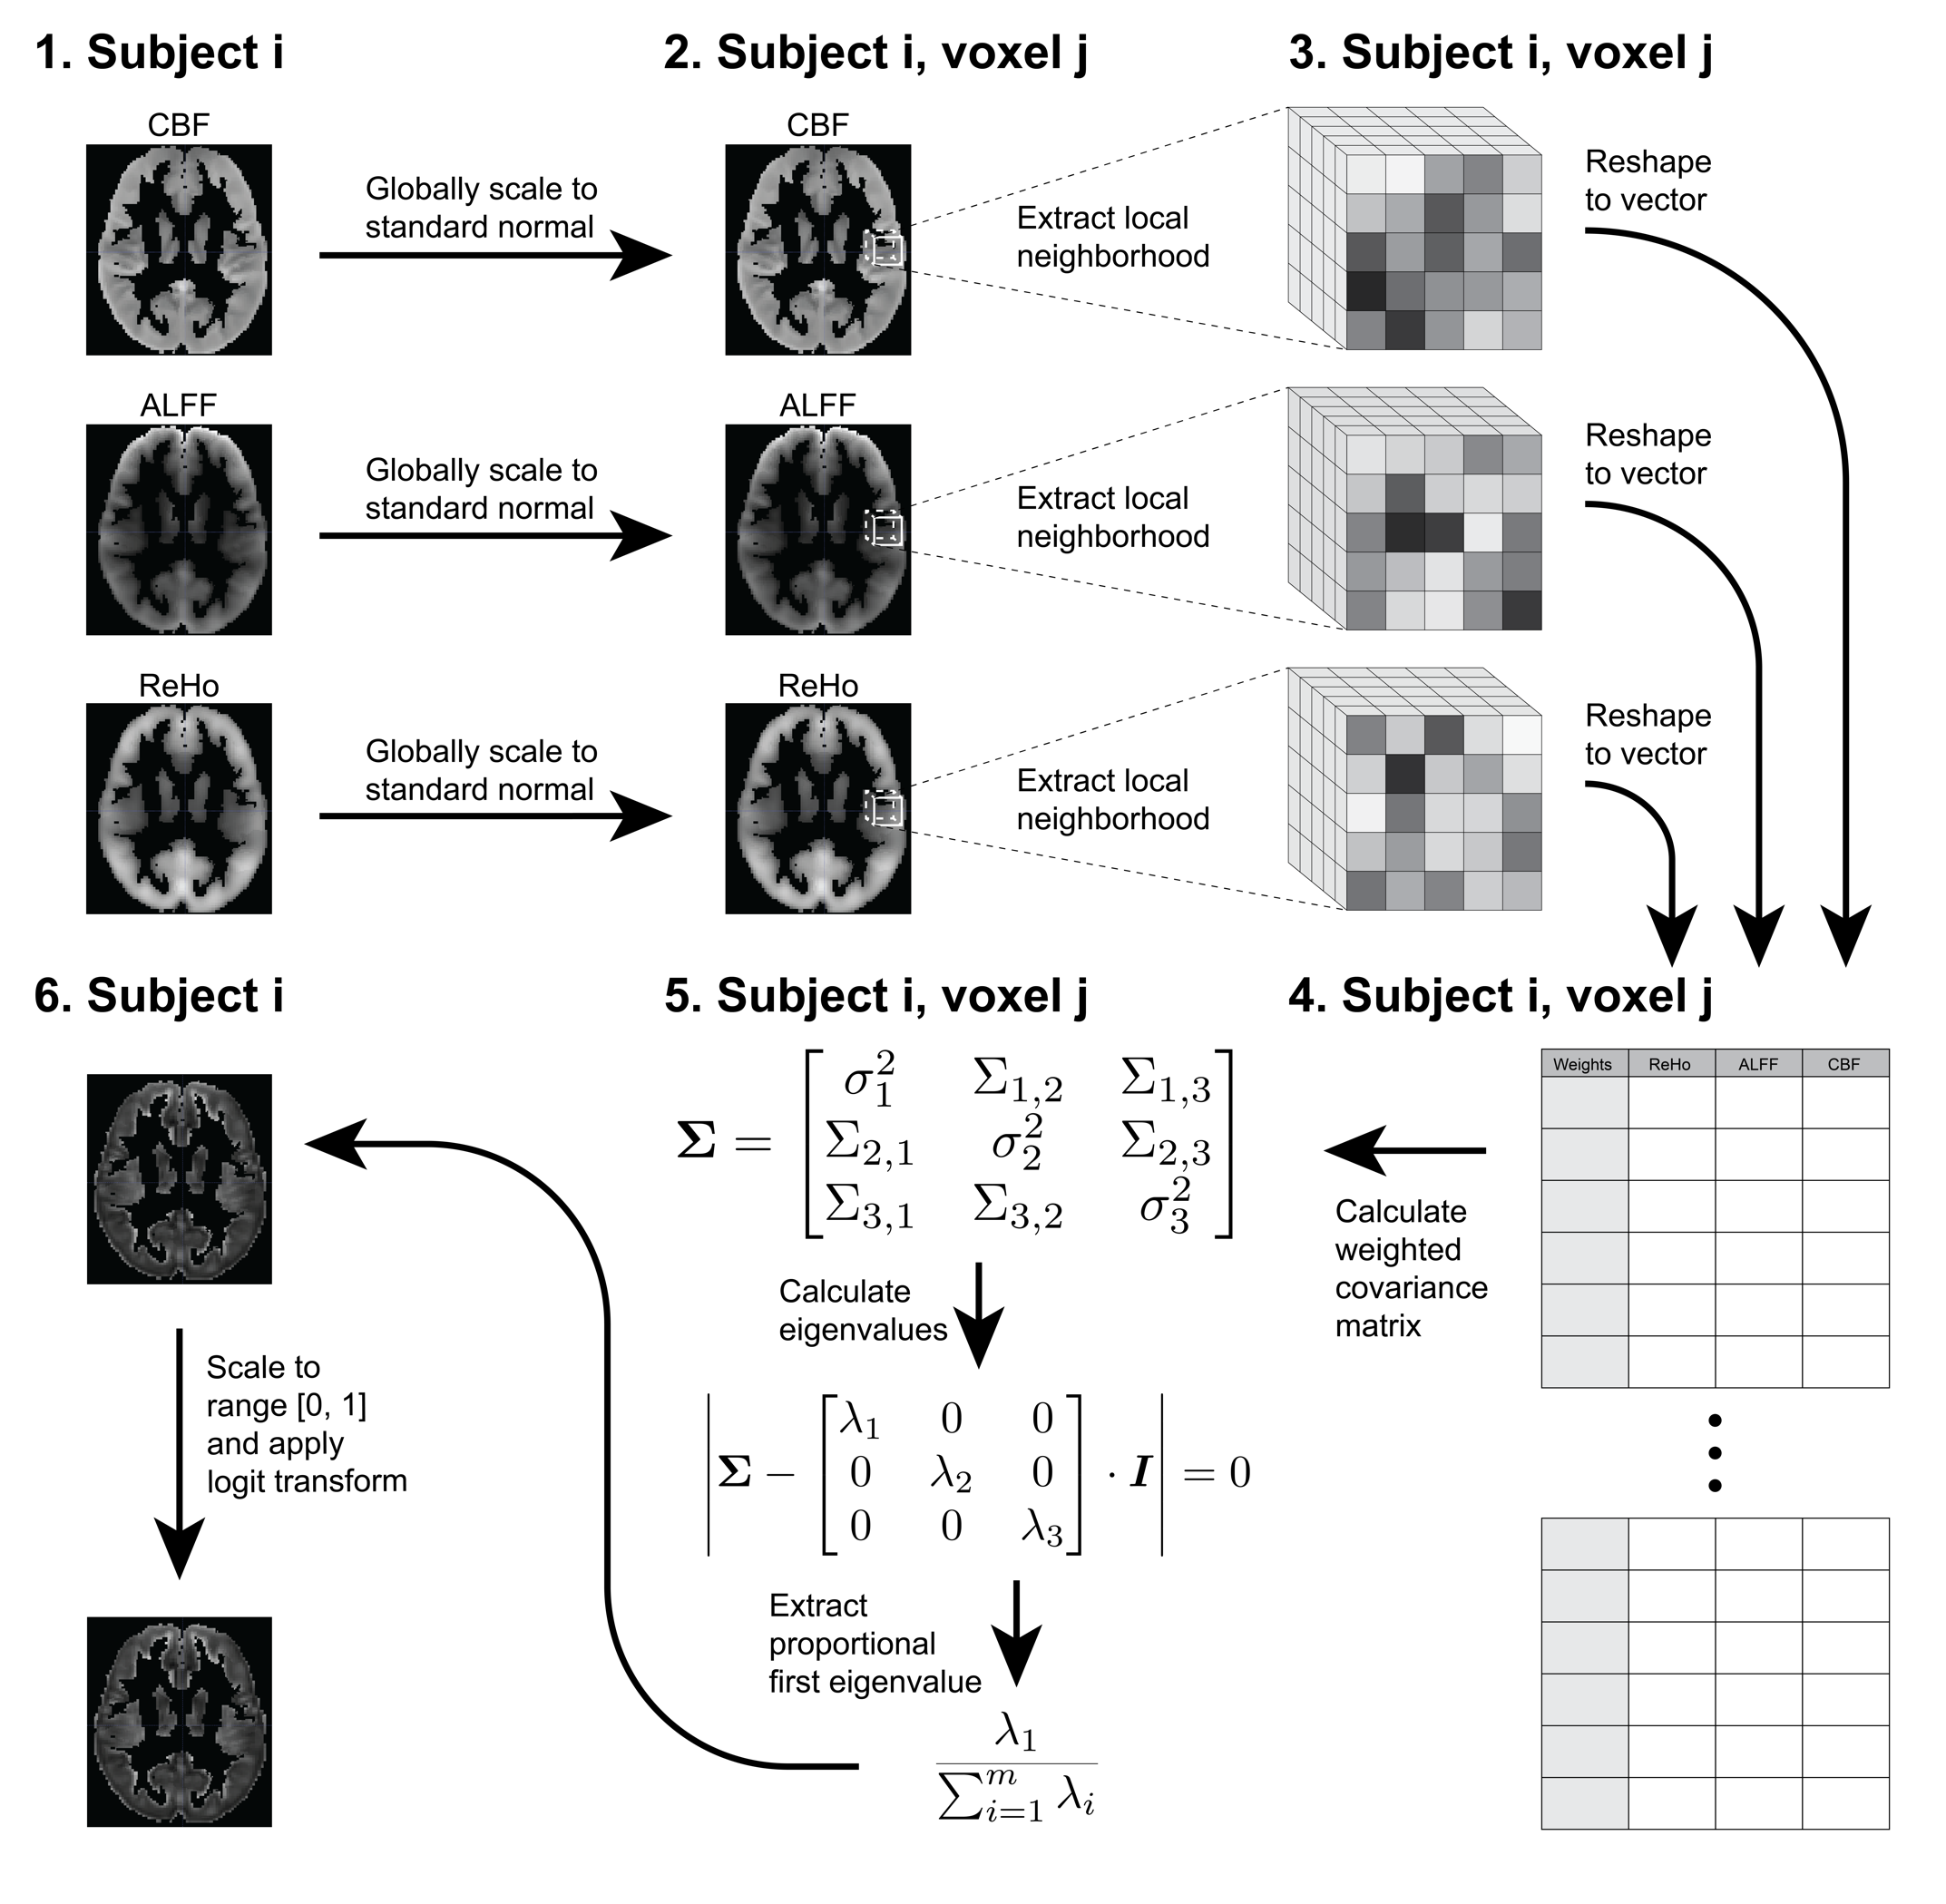 1. Subject i
2. Subject i, voxel j
3. Subject i, voxel j
CBF
Globally scale to
standard normal
CBF
Extract local
neighborhood
Reshape
to vector
ALFF
Globally scale to
standard normal
ALFF
Extract local
neighborhood
Reshape
to vector
ReHo
Globally scale to
standard normal
ReHo
Extract local
neighborhood
Reshape
to vector
4. Subject i, voxel j
Weights ReHo ALFF CBF
Calculate
weighted
covariance
matrix
5. Subject i, voxel j
Σ = [ σ₁² Σ₁,₂ Σ₁,₃
Σ₂,₁ σ₂² Σ₂,₃
Σ₃,₁ Σ₃,₂ σ₃² ]
Calculate
eigenvalues
| Σ − [ λ₁ 0 0
0 λ₂ 0
0 0 λ₃ ] · I | = 0
Extract
proportional
first eigenvalue
λ₁
∑ᵢ₌₁ᵐ λᵢ
6. Subject i
Scale to
range [0, 1]
and apply
logit transform